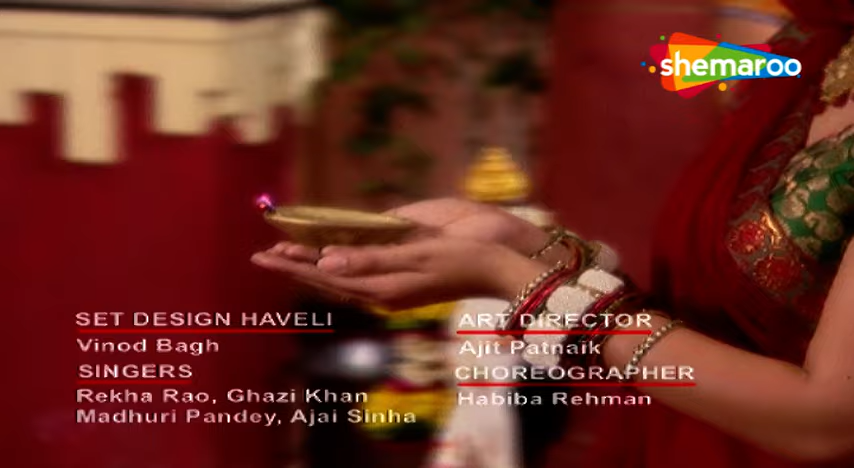 shemaroo
SET DESIGN HAVELI
Vinod Bagh
SINGERS
Rekha Rao, Ghazi Khan
Madhuri Pandey, Ajai Sinha
ART DIRECTOR
Ajit Patnaik
CHOREOGRAPHER
Habiba Rehman